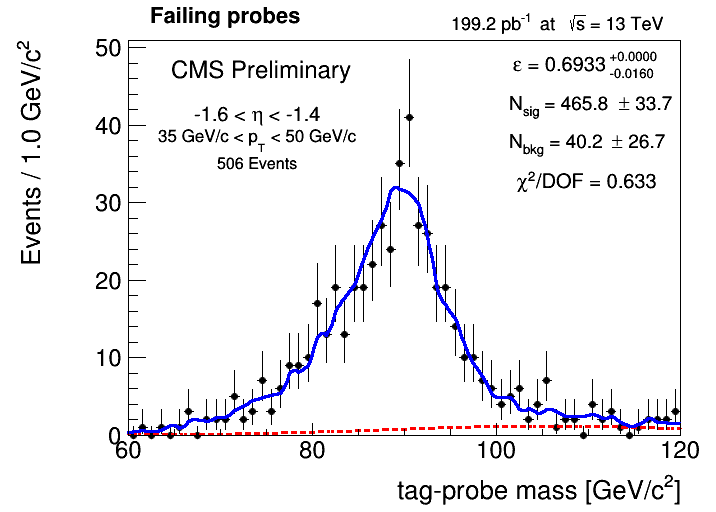 Failing probes
199.2 pb⁻¹ at √s = 13 TeV
CMS Preliminary
-1.6 < η < -1.4
35 GeV/c < p_T < 50 GeV/c
506 Events
ε = 0.6933 +0.0000 -0.0160
N_sig = 465.8 ± 33.7
N_bkg = 40.2 ± 26.7
χ²/DOF = 0.633
Events / 1.0 GeV/c²
50
40
30
20
10
0
60 80 100 120
tag-probe mass [GeV/c²]